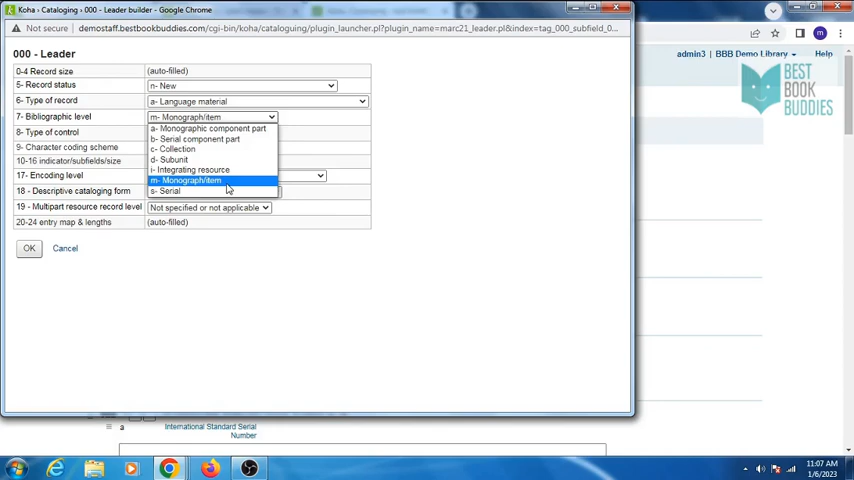 Koha › Cataloging › 000 - Leader builder - Google Chrome
Not secure | demostaff.bestbookbuddies.com/cgi-bin/koha/cataloguing/plugin_launcher.pl?plugin_name=marc21_leader.pl&index=tag_000_subfield_0...
admin3 | BBB Demo Library Help
BEST
BOOK
BUDDIES
000 - Leader
0-4 Record size (auto-filled)
5- Record status n- New
6- Type of record a- Language material
7- Bibliographic level m- Monograph/item
a- Monographic component part
8- Type of control
b- Serial component part
9- Character coding scheme
c- Collection
10-16 indicator/subfields/size
d- Subunit
i- Integrating resource
17- Encoding level
m- Monograph/item
18 - Descriptive cataloging form
s- Serial
19 - Multipart resource record level Not specified or not applicable
20-24 entry map & lengths (auto-filled)
OK Cancel
a International Standard Serial
Number
11:07 AM
1/6/2023